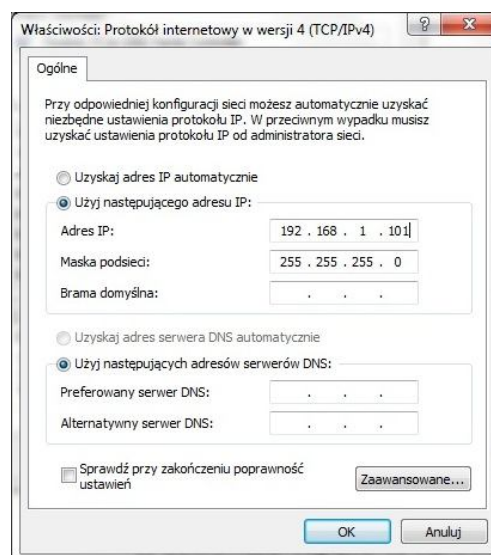 Właściwości: Protokół internetowy w wersji 4 (TCP/IPv4)
Ogólne
Przy odpowiedniej konfiguracji sieci możesz automatycznie uzyskać
niezbędne ustawienia protokołu IP. W przeciwnym wypadku musisz
uzyskać ustawienia protokołu IP od administratora sieci.
Uzyskaj adres IP automatycznie
Użyj następującego adresu IP:
Adres IP: 192 . 168 . 1 . 101
Maska podsieci: 255 . 255 . 255 . 0
Brama domyślna: . . .
Uzyskaj adres serwera DNS automatycznie
Użyj następujących adresów serwerów DNS:
Preferowany serwer DNS: . . .
Alternatywny serwer DNS: . . .
Sprawdź przy zakończeniu poprawność
ustawień
Zaawansowane...
OK Anuluj